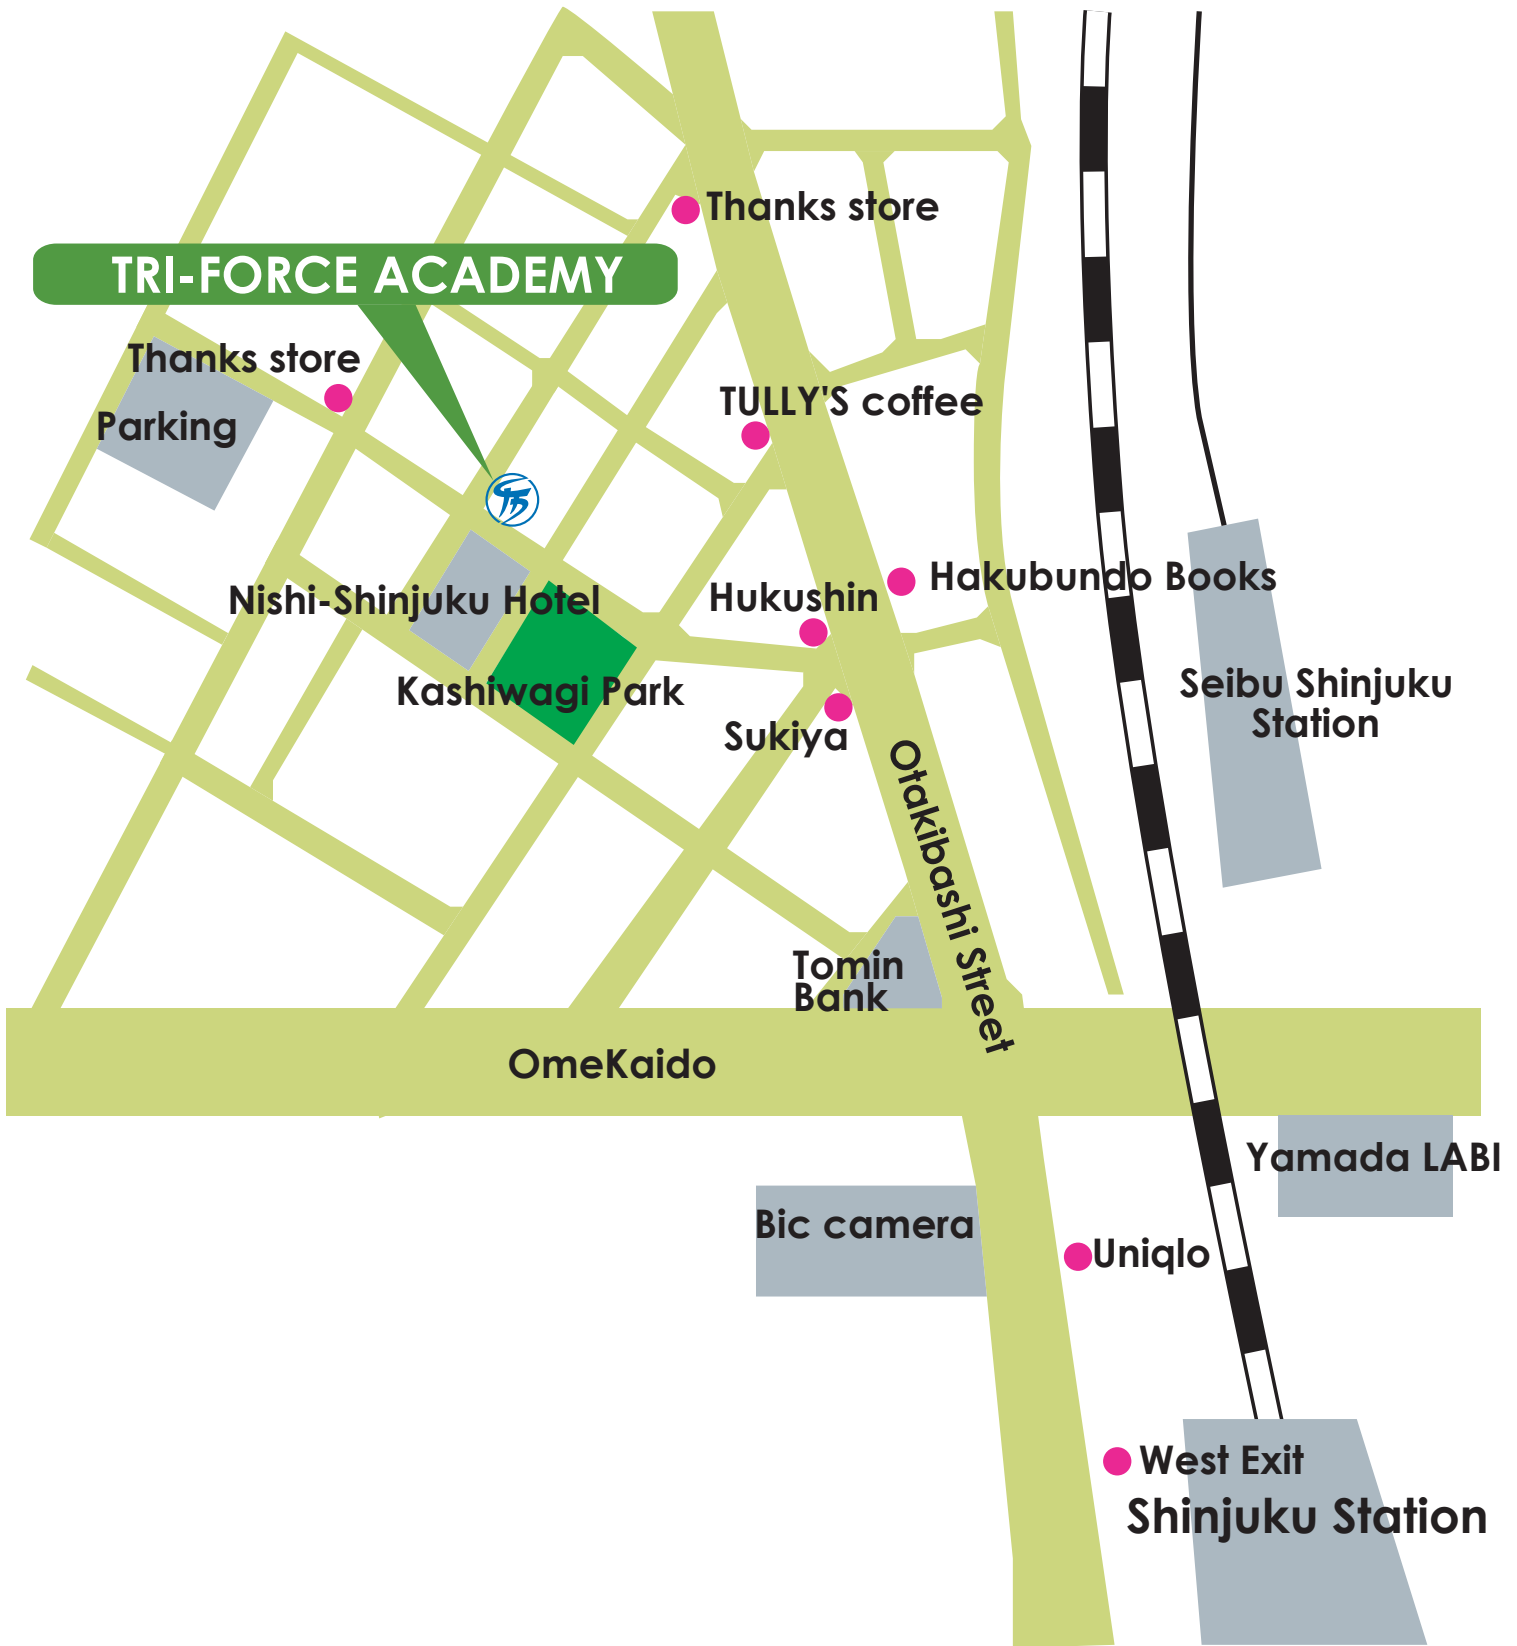 Thanks store
TRI-FORCE ACADEMY
Thanks store
Parking
TULLY'S coffee
Hakubundo Books
Nishi-Shinjuku Hotel
Hukushin
Kashiwagi Park
Seibu Shinjuku
Station
Sukiya
Otakibashi Street
Tomin
Bank
OmeKaido
Yamada LABI
Bic camera
Uniqlo
West Exit
Shinjuku Station